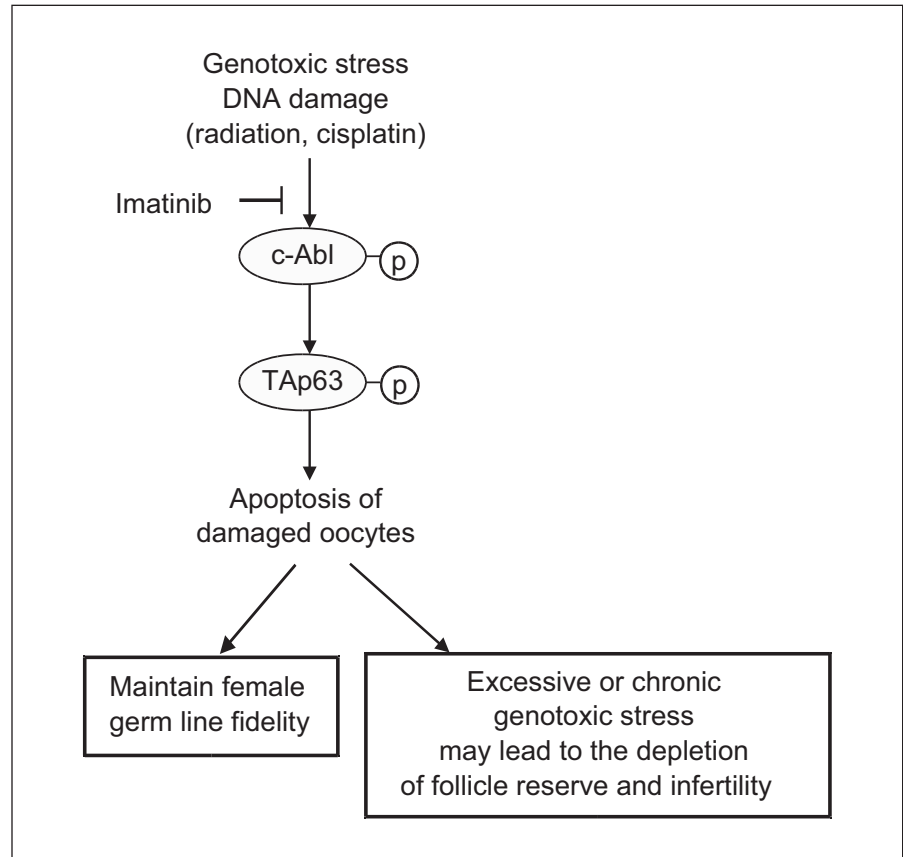 Genotoxic stress
DNA damage
(radiation, cisplatin)
Imatinib
c-Abl
p
TAp63
p
Apoptosis of
damaged oocytes
Maintain female
germ line fidelity
Excessive or chronic
genotoxic stress
may lead to the depletion
of follicle reserve and infertility